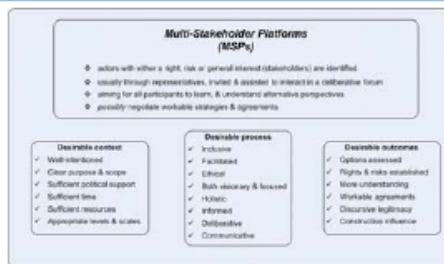 Multi-Stakeholder Platforms
(MSPs)
❖ actors with either a right, risk or general interest (stakeholders) are identified
❖ usually through representatives, invited & assisted to interact in a deliberative forum
❖ aiming for all participants to learn, & understand alternative perspectives
❖ possibly negotiate workable strategies & agreements
Desirable context
✓ Well-intentioned
✓ Clear purpose & scope
✓ Sufficient political support
✓ Sufficient time
✓ Sufficient resources
✓ Appropriate levels & scales
Desirable process
✓ Inclusive
✓ Facilitated
✓ Ethical
✓ Both visionary & focused
✓ Holistic
✓ Informed
✓ Deliberative
✓ Communicative
Desirable outcomes
✓ Options assessed
✓ Rights & risks established
✓ More understanding
✓ Workable agreements
✓ Discursive legitimacy
✓ Constructive influence